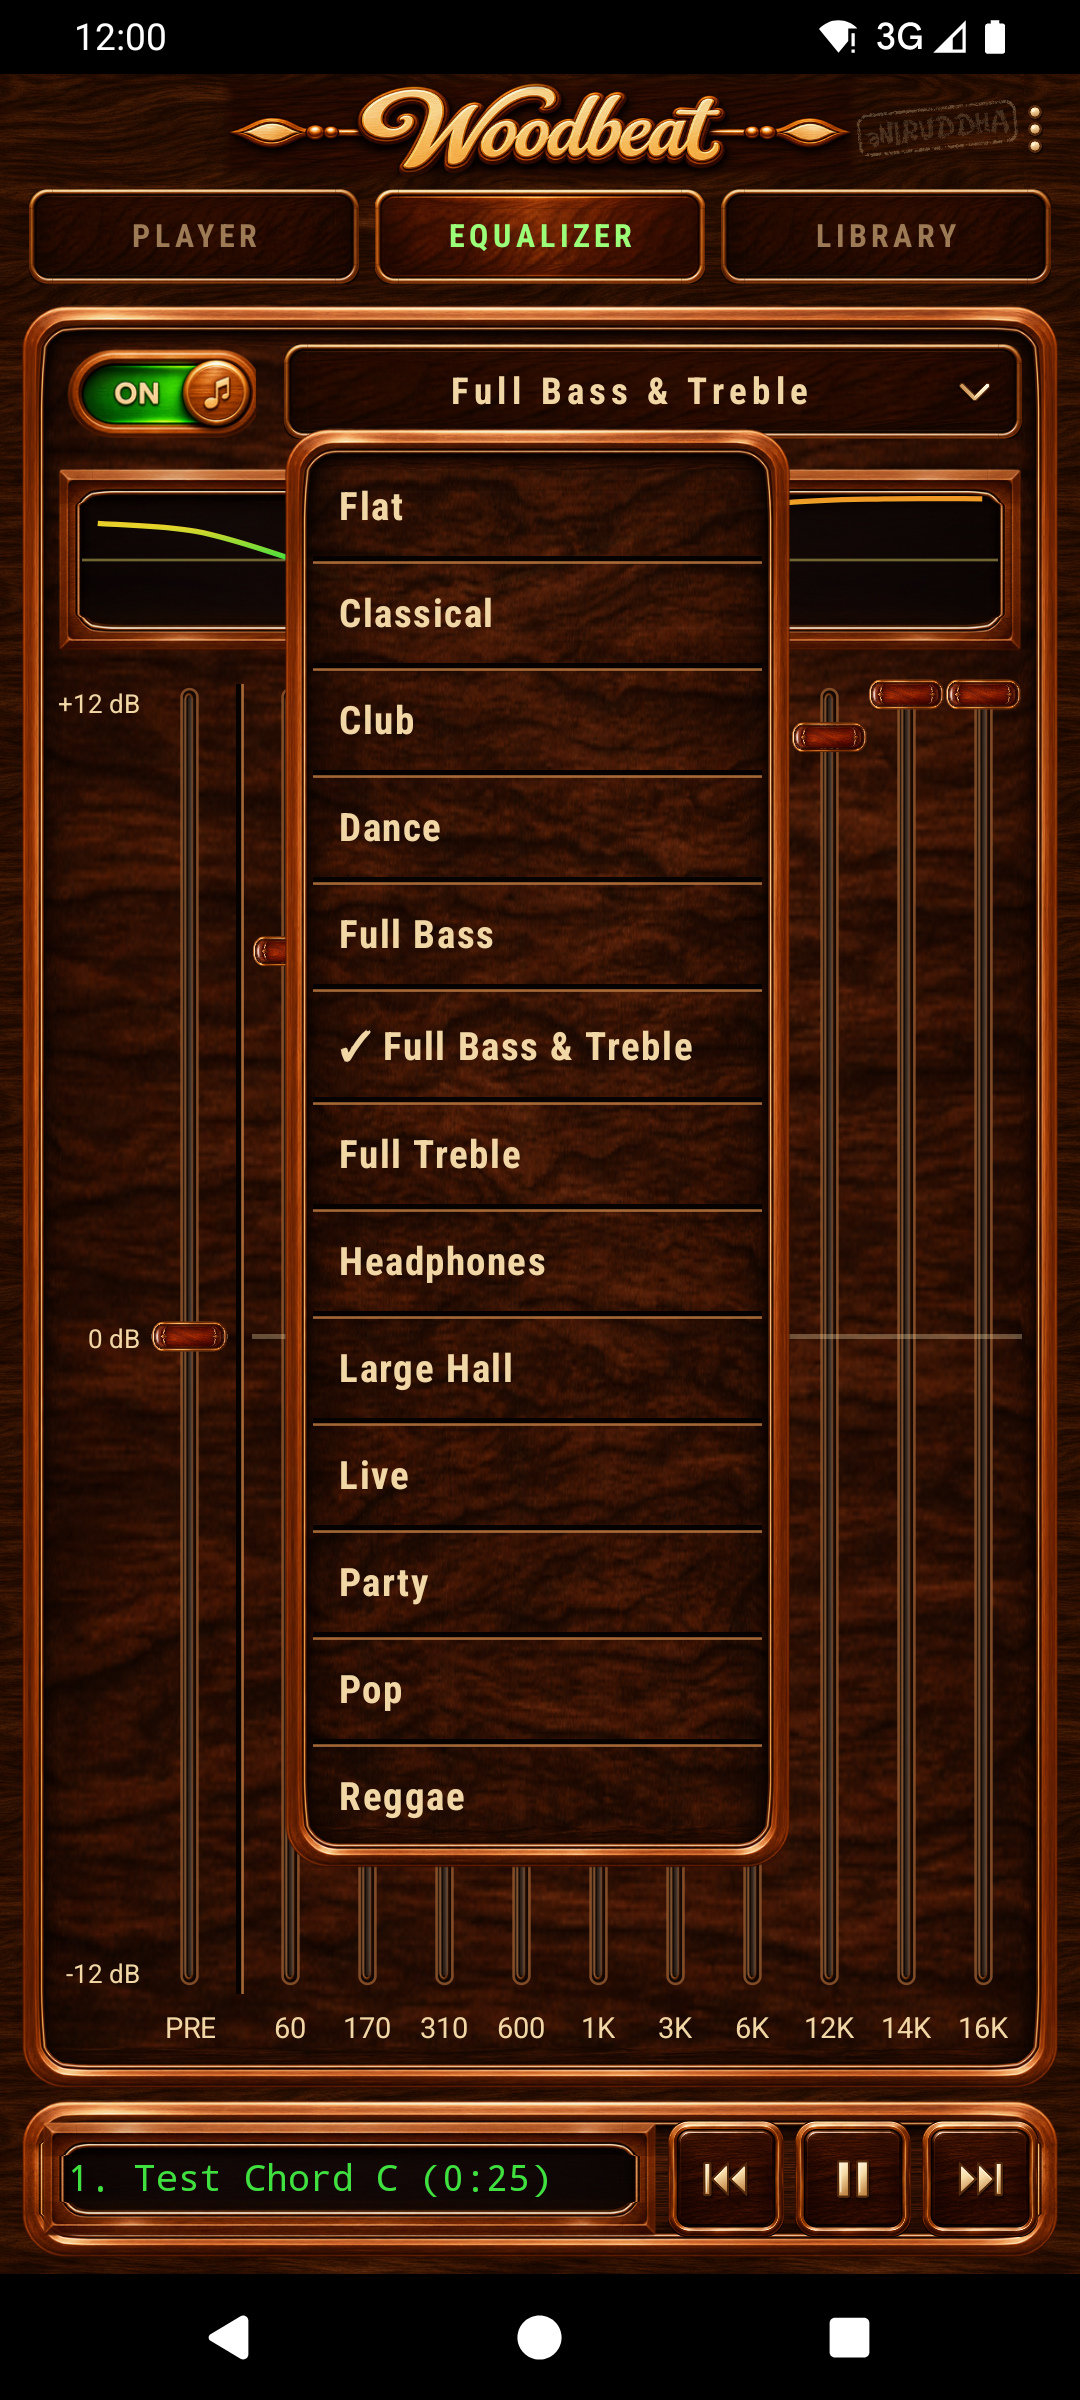 12:00
3G
Woodbeat
ANIRUDDHA
PLAYER
EQUALIZER
LIBRARY
ON
Full Bass & Treble
Flat
Classical
Club
Dance
Full Bass
✓ Full Bass & Treble
Full Treble
Headphones
Large Hall
Live
Party
Pop
Reggae
+12 dB
0 dB
-12 dB
PRE 60 170 310 600 1K 3K 6K 12K 14K 16K
1. Test Chord C (0:25)